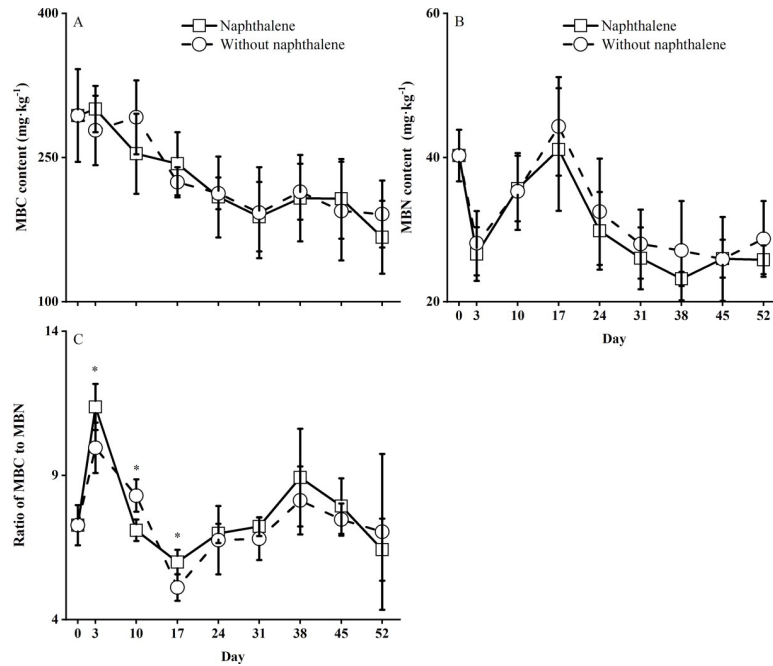 A
Naphthalene
Without naphthalene
MBC content (mg·kg-1)
400
250
100
B
Naphthalene
Without naphthalene
MBN content (mg·kg-1)
60
40
20
0 3 10 17 24 31 38 45 52
Day
C
Ratio of MBC to MBN
14
9
4
*
*
*
0 3 10 17 24 31 38 45 52
Day